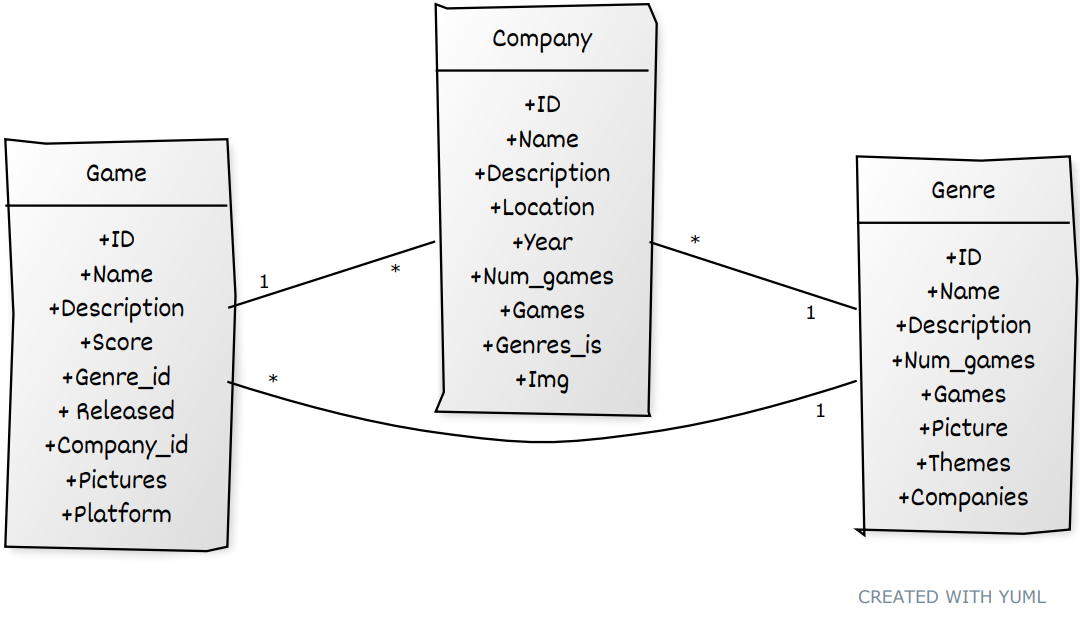 Game
+ID
+Name
+Description
+Score
+Genre_id
+ Released
+Company_id
+Pictures
+Platform
1
*
*
Company
+ID
+Name
+Description
+Location
+Year
+Num_games
+Games
+Genres_is
+Img
*
1
1
Genre
+ID
+Name
+Description
+Num_games
+Games
+Picture
+Themes
+Companies
CREATED WITH YUML